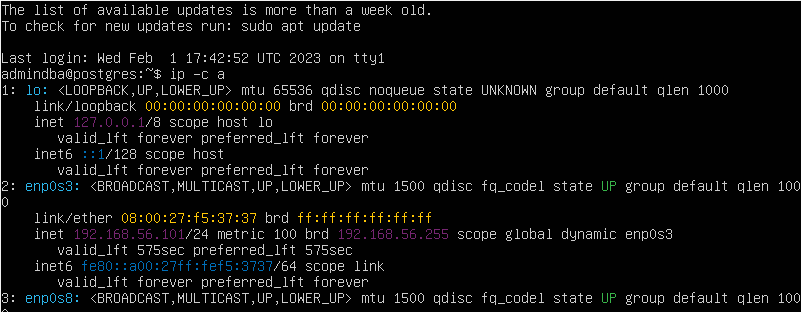 The list of available updates is more than a week old.
To check for new updates run: sudo apt update
Last login: Wed Feb  1 17:42:52 UTC 2023 on tty1
admindba@postgres:~$ ip -c a
1: lo: <LOOPBACK,UP,LOWER_UP> mtu 65536 qdisc noqueue state UNKNOWN group default qlen 1000
    link/loopback 00:00:00:00:00:00 brd 00:00:00:00:00:00
    inet 127.0.0.1/8 scope host lo
       valid_lft forever preferred_lft forever
    inet6 ::1/128 scope host
       valid_lft forever preferred_lft forever
2: enp0s3: <BROADCAST,MULTICAST,UP,LOWER_UP> mtu 1500 qdisc fq_codel state UP group default qlen 100
0
    link/ether 08:00:27:f5:37:37 brd ff:ff:ff:ff:ff:ff
    inet 192.168.56.101/24 metric 100 brd 192.168.56.255 scope global dynamic enp0s3
       valid_lft 575sec preferred_lft 575sec
    inet6 fe80::a00:27ff:fef5:3737/64 scope link
       valid_lft forever preferred_lft forever
3: enp0s8: <BROADCAST,MULTICAST,UP,LOWER_UP> mtu 1500 qdisc fq_codel state UP group default qlen 100